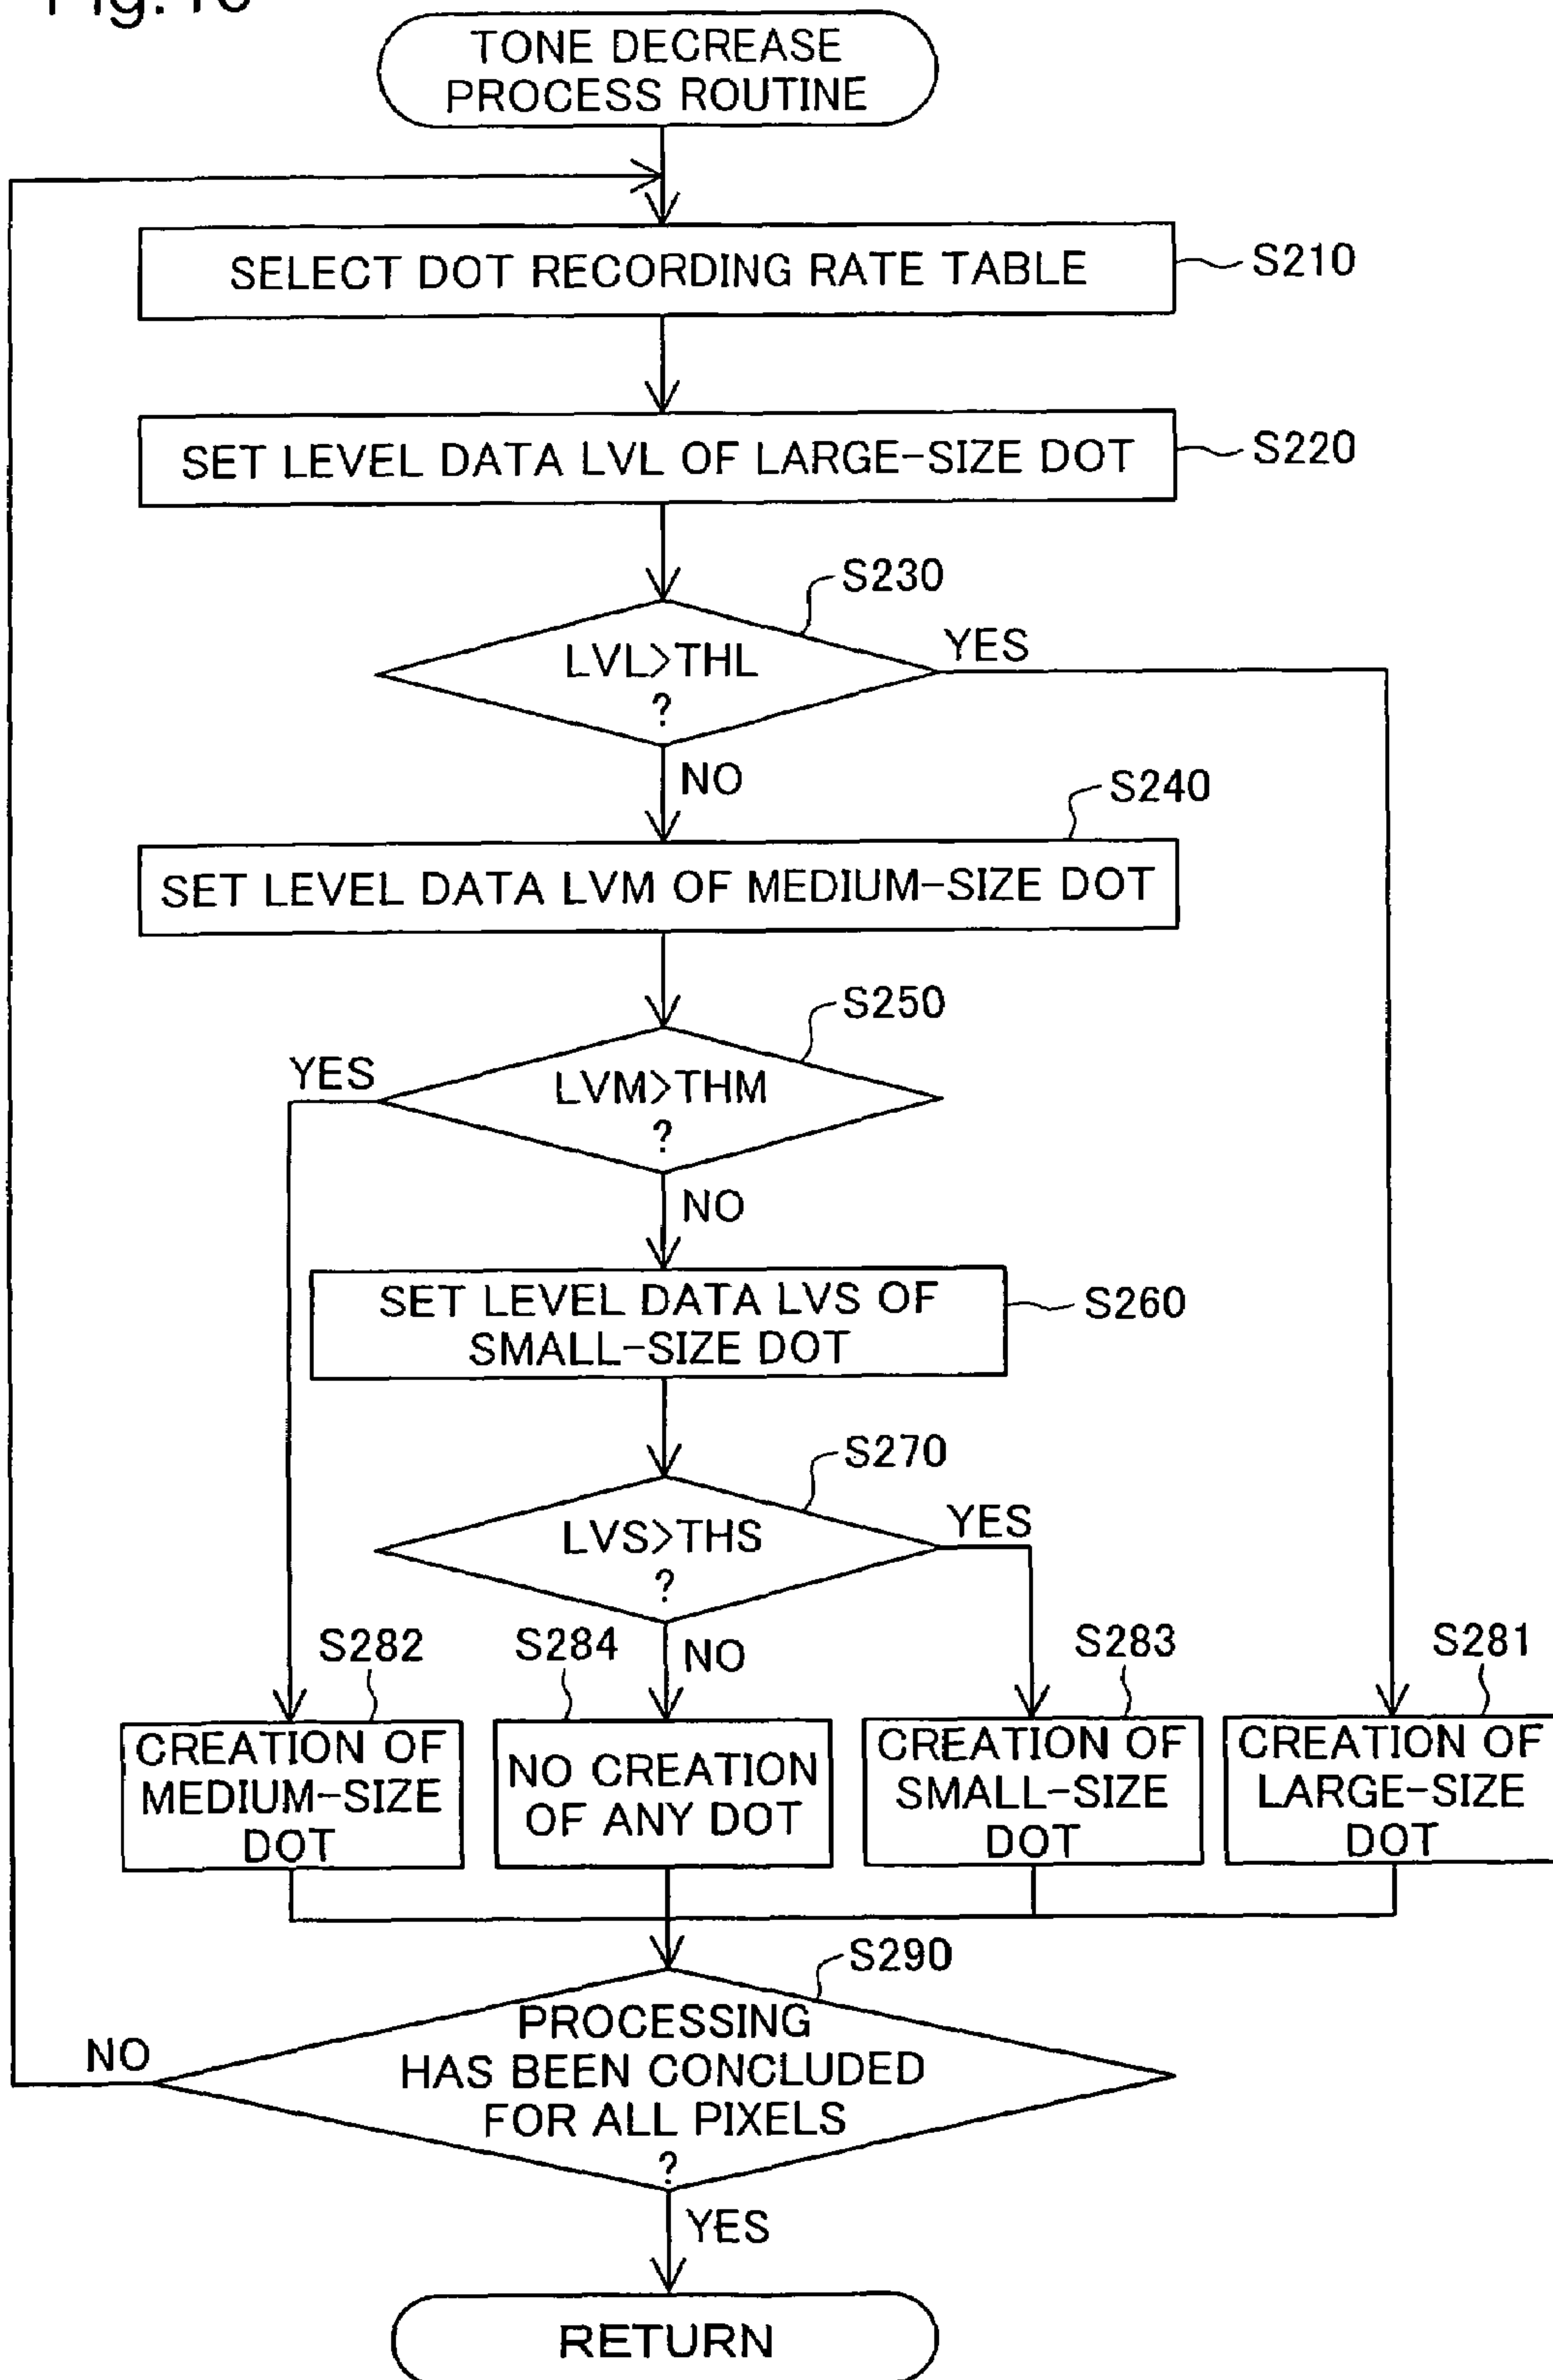 TONE DECREASE
PROCESS ROUTINE
SELECT DOT RECORDING RATE TABLE
S210
SET LEVEL DATA LVL OF LARGE-SIZE DOT
S220
S230
LVL>THL
?
YES
NO
S240
SET LEVEL DATA LVM OF MEDIUM-SIZE DOT
S250
YES
LVM>THM
?
NO
SET LEVEL DATA LVS OF
SMALL-SIZE DOT
S260
S270
LVS>THS
?
YES
NO
S282
S284
S283
S281
CREATION OF
MEDIUM-SIZE
DOT
NO CREATION
OF ANY DOT
CREATION OF
SMALL-SIZE
DOT
CREATION OF
LARGE-SIZE
DOT
S290
PROCESSING
HAS BEEN CONCLUDED
FOR ALL PIXELS
?
NO
YES
RETURN